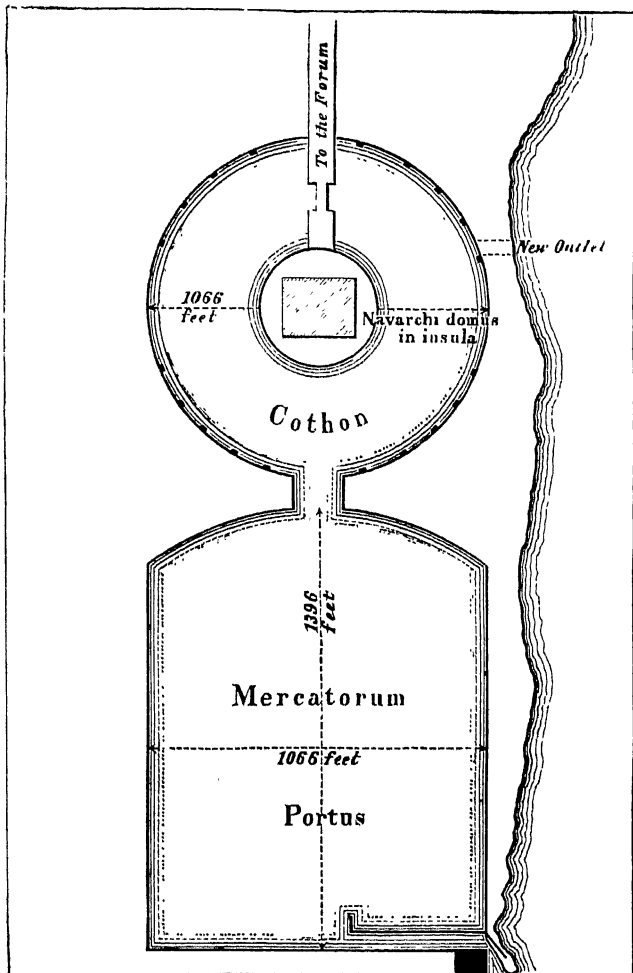 To the Forum
New Outlet
1066
feet
Navarchi domus
in insula
Cothon
1396
feet
Mercatorum
1066 feet
Portus